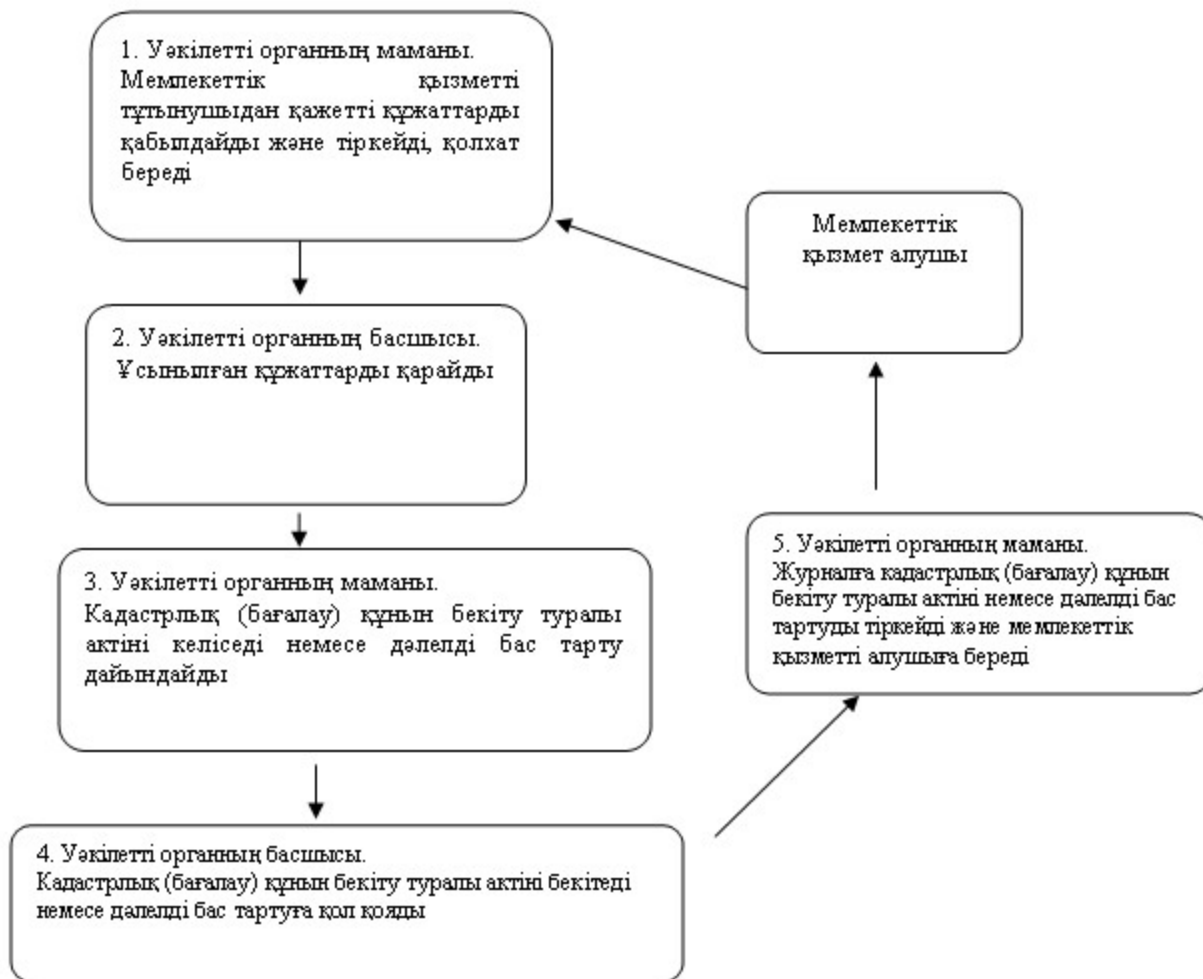 1. Уәкілетті органның маманы.
Мемлекеттік қызметті
тұтынушыдан қажетті құжаттарды
қабылдайды және тіркейді, қолхат
береді
Мемлекеттік
қызмет алушы
2. Уәкілетті органның басшысы.
Ұсынылған құжаттарды қарайды
3. Уәкілетті органның маманы.
Кадастрлық (бағалау) құнын бекіту туралы
актіні келіседі немесе дәлелді бас тарту
дайындайды
5. Уәкілетті органның маманы.
Журналға кадастрлық (бағалау) құнын
бекіту туралы актіні немесе дәлелді бас
тартуды тіркейді және мемлекеттік
қызметті алушыға береді
4. Уәкілетті органның басшысы.
Кадастрлық (бағалау) құнын бекіту туралы актіні бекітеді
немесе дәлелді бас тартуға қол қояды